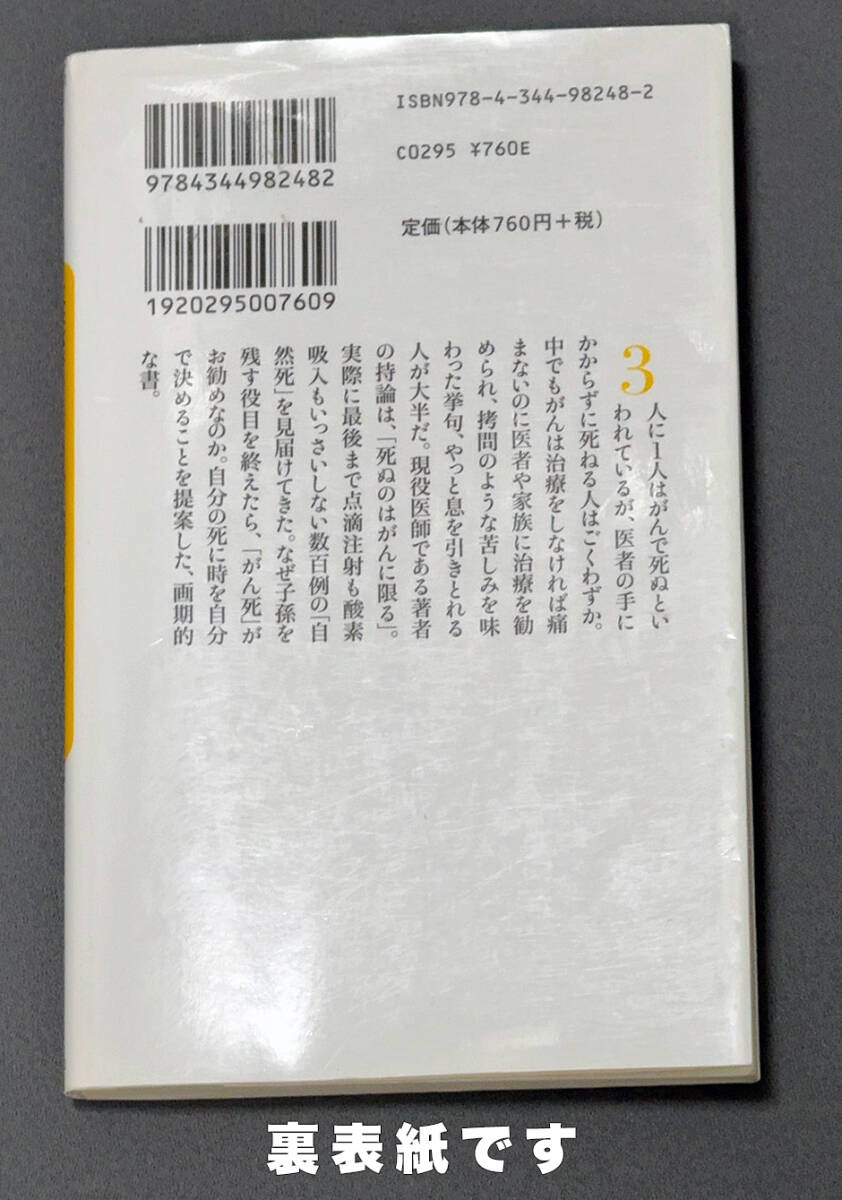 ISBN978-4-344-98248-2
C0295 ¥760E
定価(本体760円+税)
9784344982482
1920295007609
3人に1人はがんで死ぬとい
われているが、医者の手に
かからずに死ねる人はごくわずか。
中でもがんは治療をしなければ痛
まないのに医者や家族に治療を勧
められ、拷問のような苦しみを味
わった挙句、やっと息を引きとれる
人が大半だ。現役医師である著者
の持論は、「死ぬのはがんに限る」。
実際に最後まで点滴注射も酸素
吸入もいっさいしない数百例の「自
然死」を見届けてきた。なぜ子孫を
残す役目を終えたら、「がん死」が
お勧めなのか。自分の死に時を自分
で決めることを提案した、画期的
な書。
裏表紙です